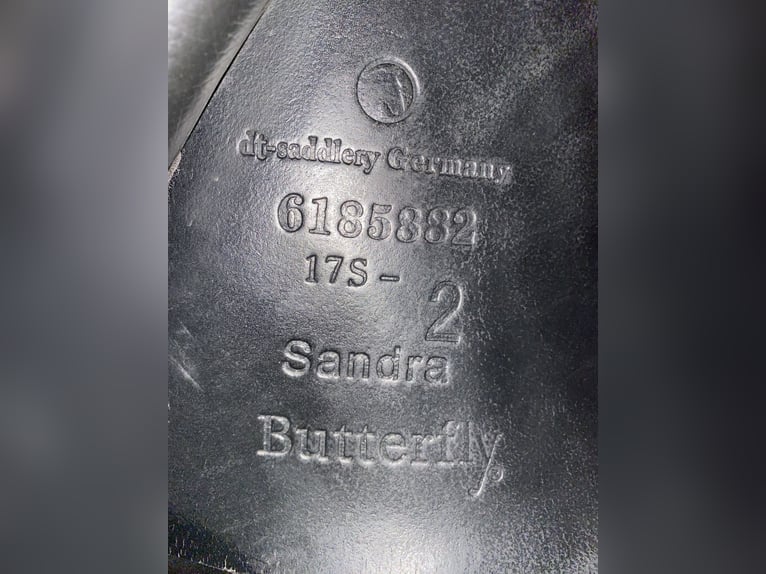 dt-saddlery Germany
6185882
17S - 2
Sandra
Butterfly®